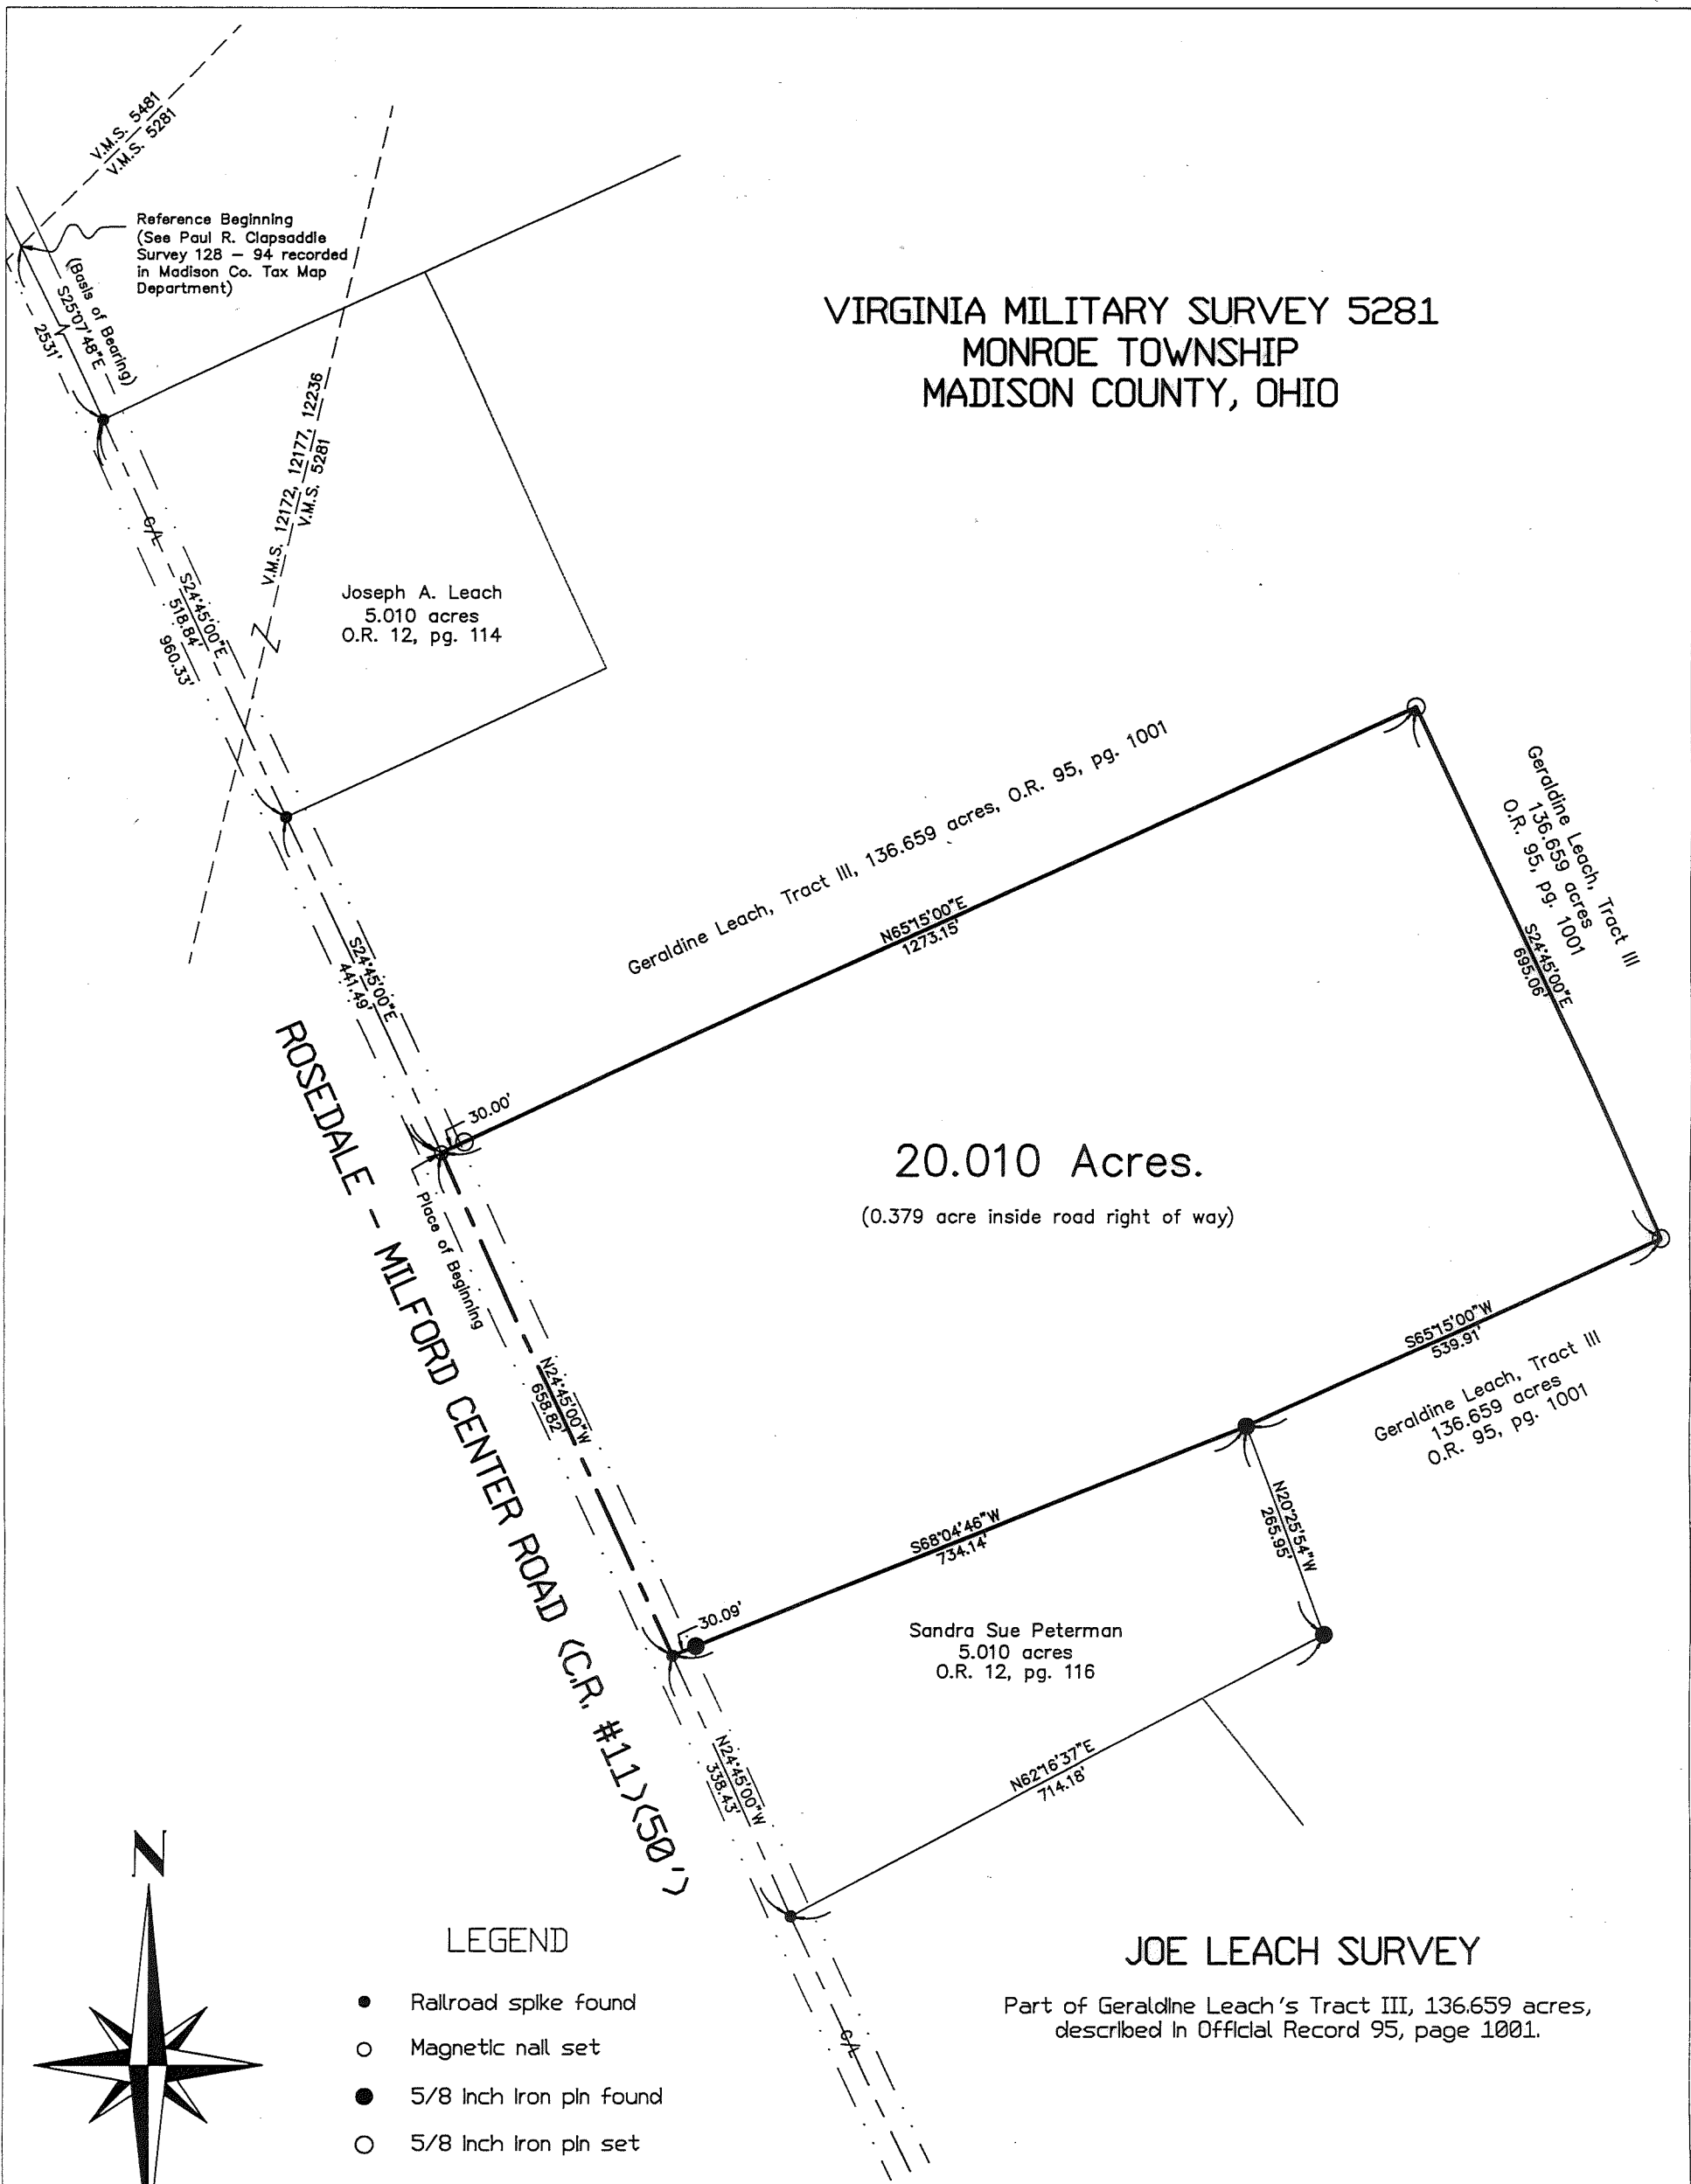 V.M.S. 5481
V.M.S. 5281
Reference Beginning
(See Paul R. Clapsaddle
Survey 128 – 94 recorded
in Madison Co. Tax Map
Department)
(Basis of Bearing)
S25°07'48"E
2531'
VIRGINIA MILITARY SURVEY 5281
MONROE TOWNSHIP
MADISON COUNTY, OHIO
V.M.S. 12172, 12177, 12236
V.M.S. 5281
C/L
S24°45'00"E
518.84'
960.33'
Joseph A. Leach
5.010 acres
O.R. 12, pg. 114
Geraldine Leach, Tract III, 136.659 acres, O.R. 95, pg. 1001
N65°15'00"E
1273.15'
Geraldine Leach, Tract III
136.659 acres
O.R. 95, pg. 1001
S24°45'00"E
695.06'
S24°45'00"E
441.49'
30.00'
Place of Beginning
20.010 Acres.
(0.379 acre inside road right of way)
ROSEDALE - MILFORD CENTER ROAD (C.R. #11)(50')
N24°45'00"W
658.82'
S65°15'00"W
539.91'
Geraldine Leach, Tract III
136.659 acres
O.R. 95, pg. 1001
S68°04'46"W
734.14'
N20°25'54"W
265.95'
30.09'
Sandra Sue Peterman
5.010 acres
O.R. 12, pg. 116
N24°45'00"W
338.43'
N62°16'37"E
714.18'
C/L
N
LEGEND
Railroad spike found
Magnetic nail set
5/8 inch iron pin found
5/8 inch iron pin set
JOE LEACH SURVEY
Part of Geraldine Leach's Tract III, 136.659 acres,
described in Official Record 95, page 1001.